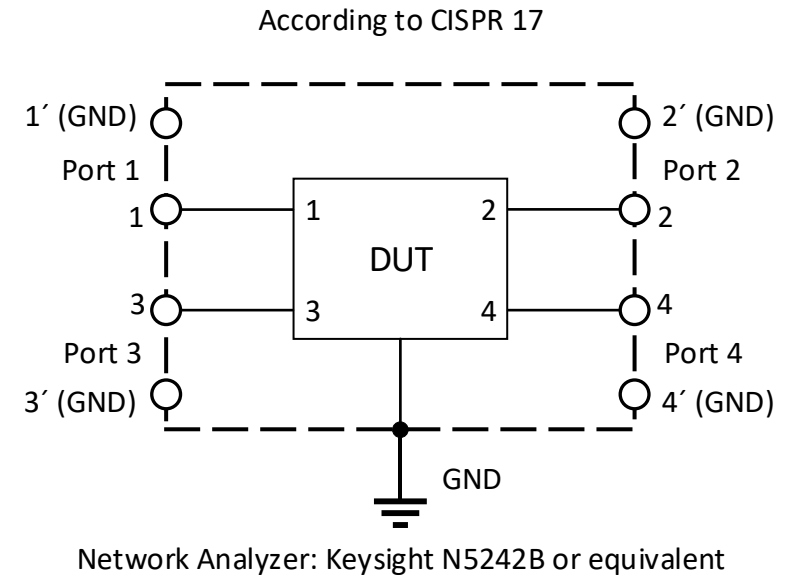 According to CISPR 17
1´ (GND)
2´ (GND)
Port 1
Port 2
1
1
2
2
DUT
3
3
4
4
Port 3
Port 4
3´ (GND)
4´ (GND)
GND
Network Analyzer: Keysight N5242B or equivalent